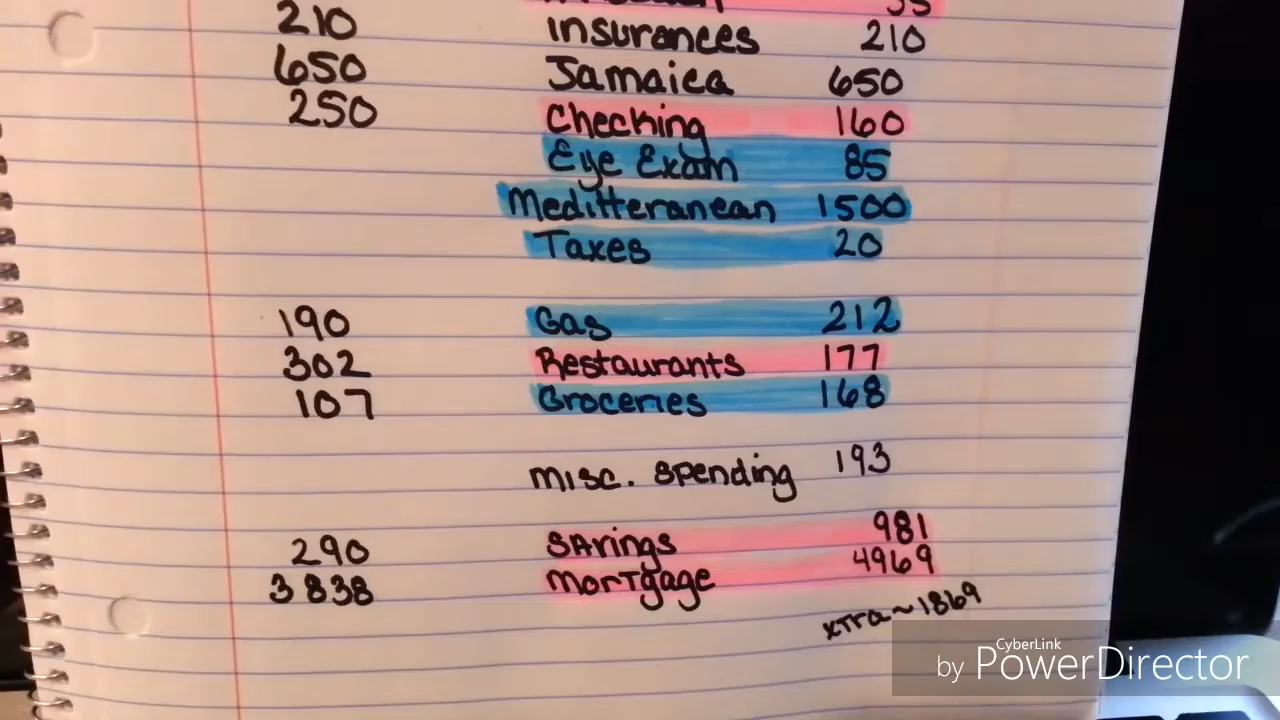 210 Insurances 210
650 Jamaica 650
250 Checking 160
Eye Exam 85
Meditteranean 1500
Taxes 20
190 Gas 212
302 Restaurants 177
107 Groceries 168
misc. spending 193
290 SAvings 981
3838 Mortgage 4969
xtra ~ 1869
CyberLink
by PowerDirector